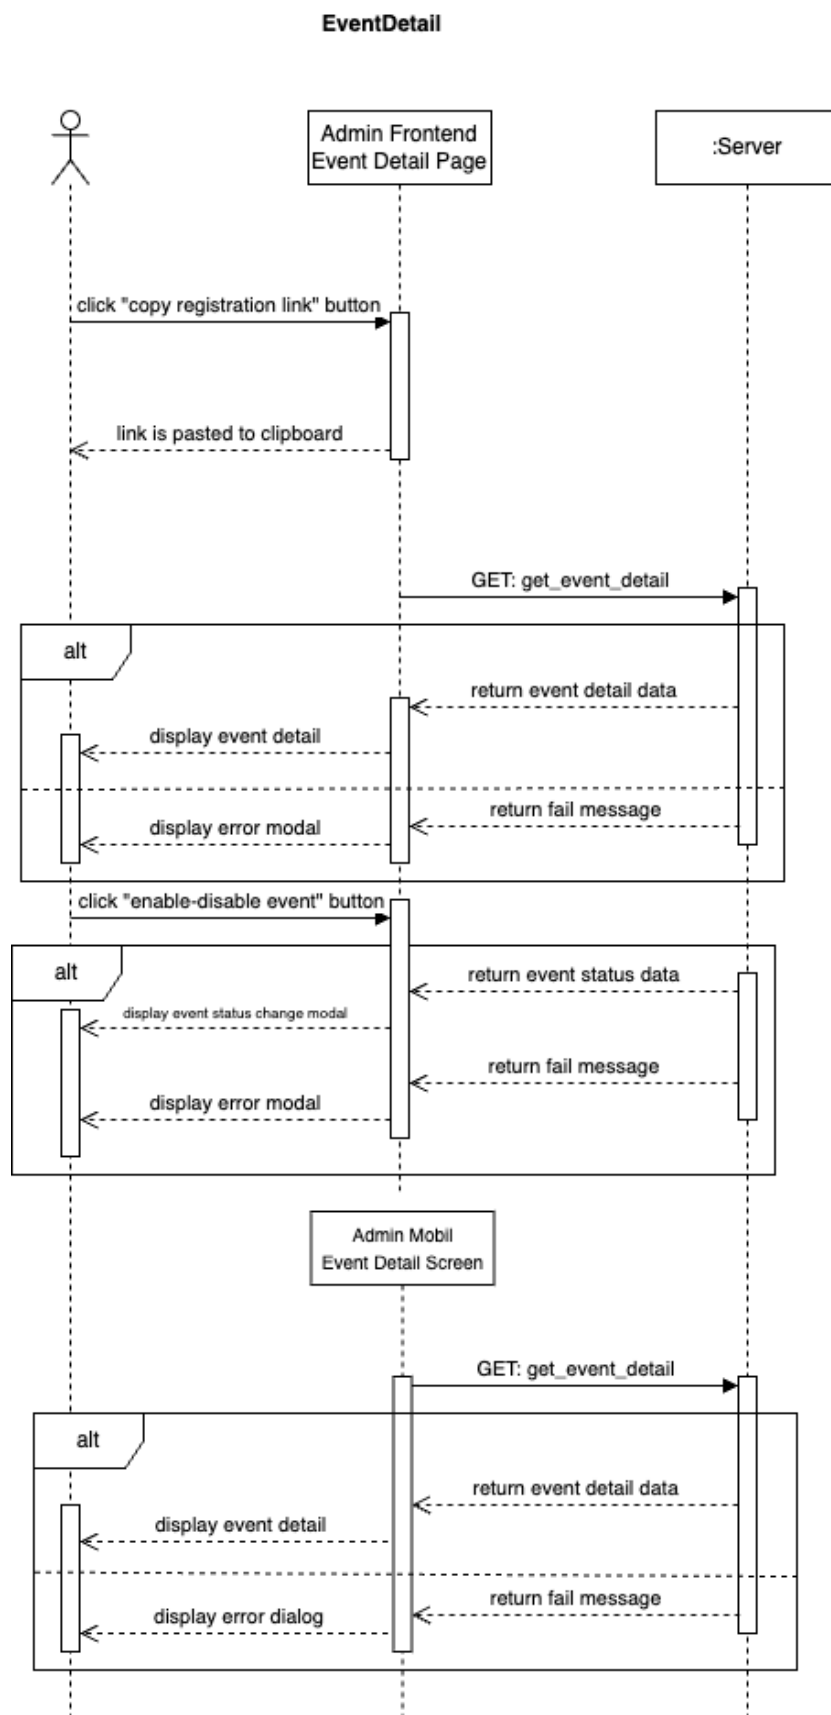 EventDetail
Admin Frontend
Event Detail Page
:Server
click "copy registration link" button
link is pasted to clipboard
GET: get_event_detail
alt
return event detail data
display event detail
return fail message
display error modal
click "enable-disable event" button
alt
return event status data
display event status change modal
return fail message
display error modal
Admin Mobil
Event Detail Screen
GET: get_event_detail
alt
return event detail data
display event detail
return fail message
display error dialog